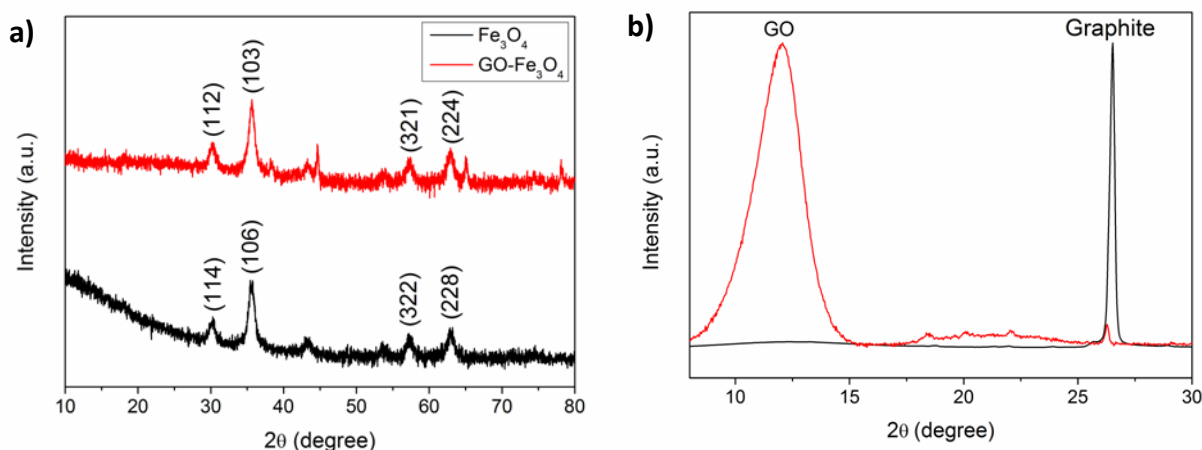 a)
Fe₃O₄
GO-Fe₃O₄
(112)
(103)
(321)
(224)
(114)
(106)
(322)
(228)
Intensity (a.u.)
10 20 30 40 50 60 70 80
2θ (degree)
b)
GO
Graphite
Intensity (a.u.)
10 15 20 25 30
2θ (degree)